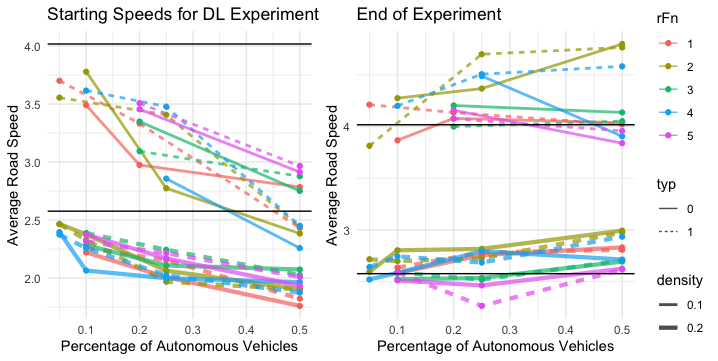 Starting Speeds for DL Experiment
End of Experiment
Average Road Speed
4.0
3.5
3.0
2.5
2.0
0.1
0.2
0.3
0.4
0.5
Percentage of Autonomous Vehicles
Average Road Speed
4
3
0.1
0.2
0.3
0.4
0.5
Percentage of Autonomous Vehicles
rFn
1
2
3
4
5
typ
0
1
density
0.1
0.2